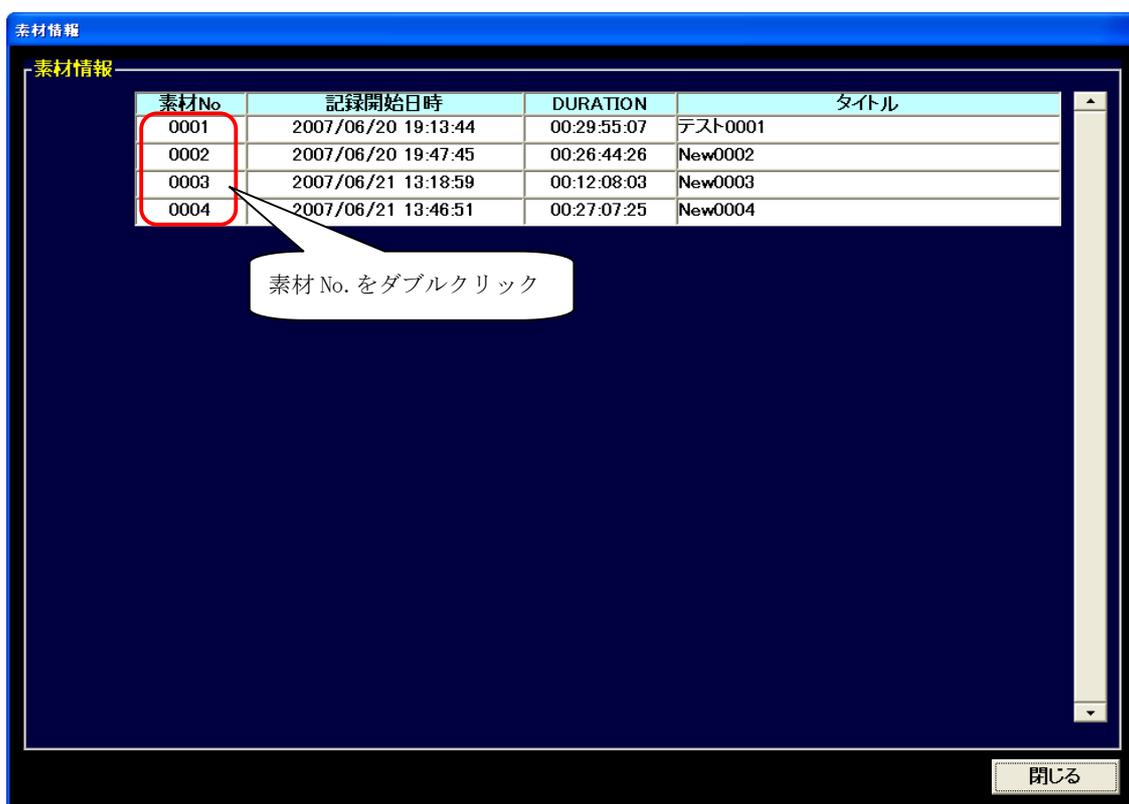 素材情報
素材情報
素材No 記録開始日時 DURATION タイトル
0001 2007/06/20 19:13:44 00:29:55:07 テスト0001
0002 2007/06/20 19:47:45 00:26:44:26 New0002
0003 2007/06/21 13:18:59 00:12:08:03 New0003
0004 2007/06/21 13:46:51 00:27:07:25 New0004
素材 No.をダブルクリック
閉じる